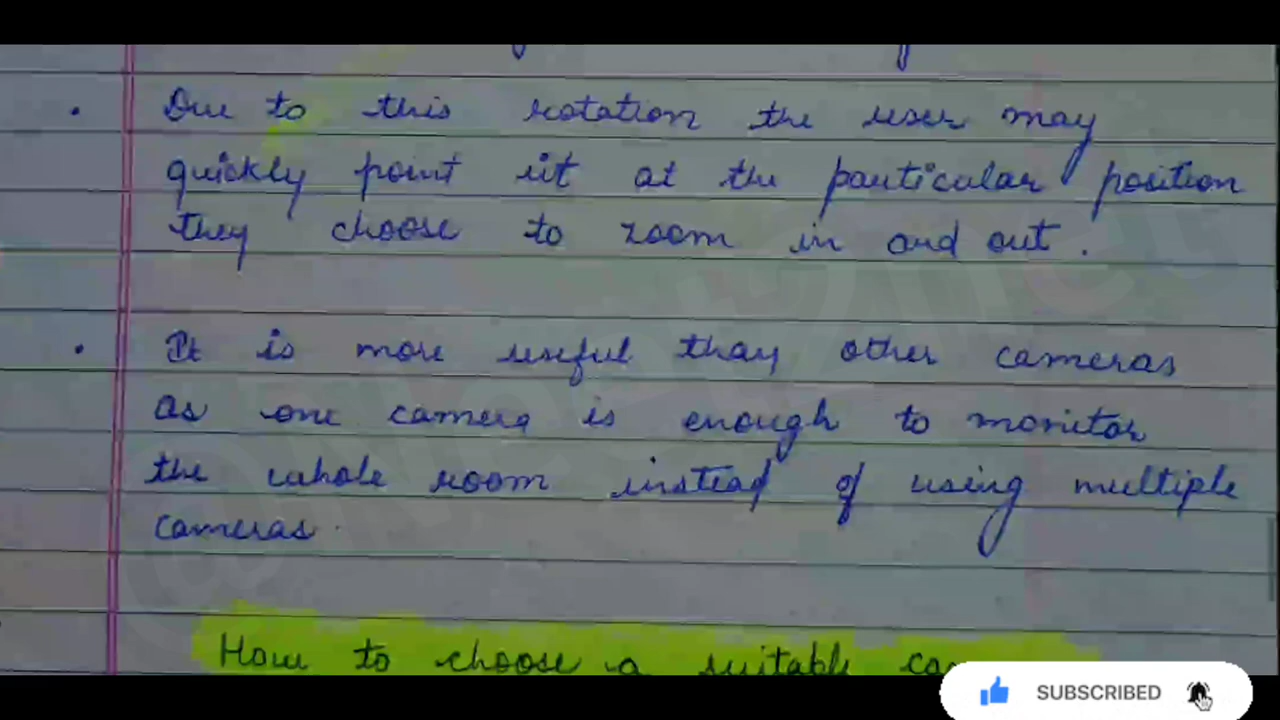 • Due to this rotation the user may
quickly point it at the particular position
they choose to zoom in and out.
• It is more useful thay other cameras
as one camera is enough to monitor
the whole room instead of using multiple
cameras.
How to choose a suitable
SUBSCRIBED